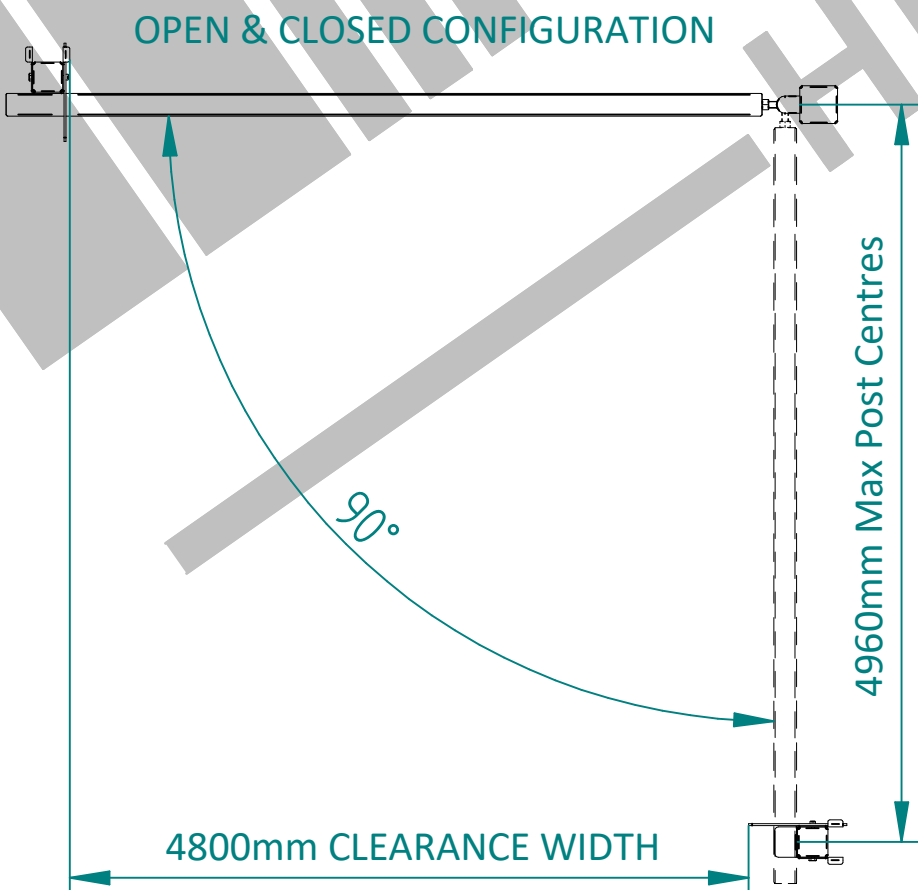 OPEN & CLOSED CONFIGURATION
4960mm Max Post Centres
90°
4800mm CLEARANCE WIDTH